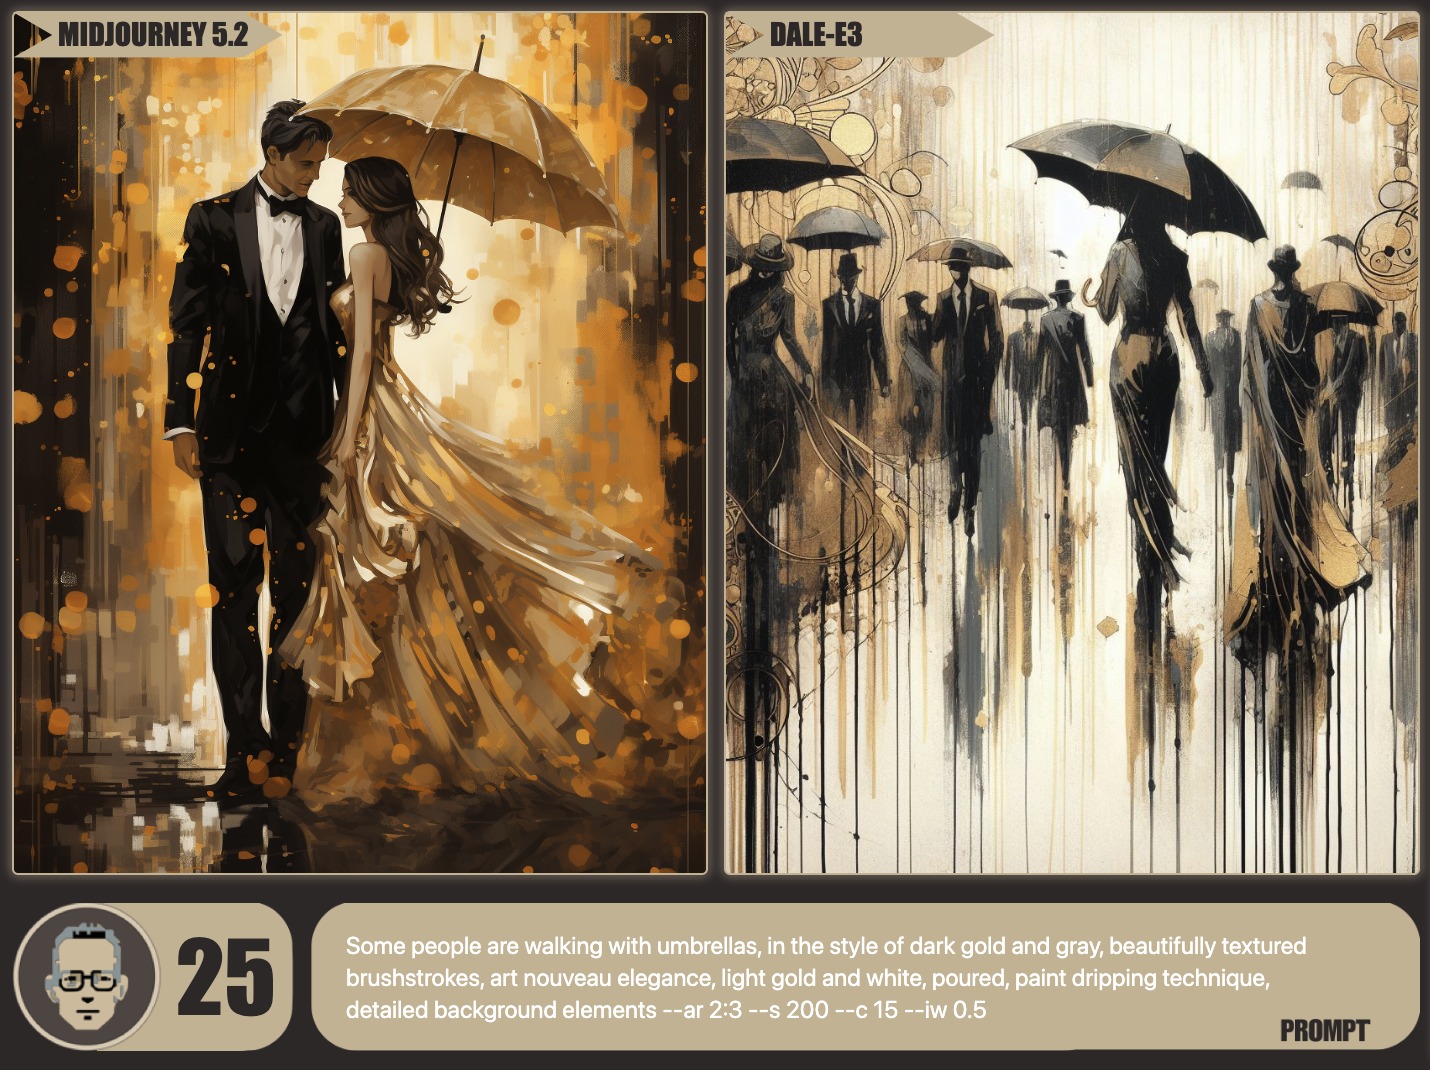 MIDJOURNEY 5.2
DALE-E3
25
Some people are walking with umbrellas, in the style of dark gold and gray, beautifully textured
brushstrokes, art nouveau elegance, light gold and white, poured, paint dripping technique,
detailed background elements --ar 2:3 --s 200 --c 15 --iw 0.5
PROMPT